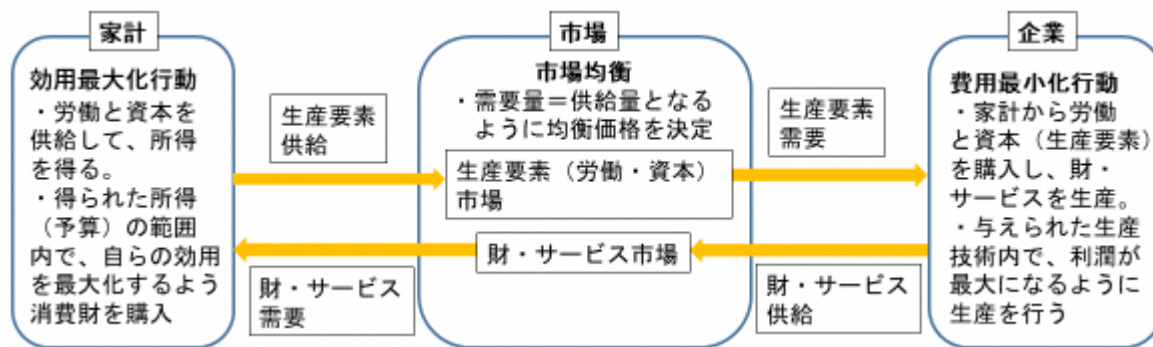 家計
効用最大化行動
・労働と資本を
供給して、所得
を得る。
・得られた所得
（予算）の範囲
内で、自らの効用
を最大化するよう
消費財を購入
生産要素
供給
財・サービス
需要
市場
市場均衡
・需要量＝供給量となる
ように均衡価格を決定
生産要素（労働・資本）
市場
財・サービス市場
生産要素
需要
財・サービス
供給
企業
費用最小化行動
・家計から労働
と資本（生産要素）
を購入し、財・
サービスを生産。
・与えられた生産
技術内で、利潤が
最大になるように
生産を行う